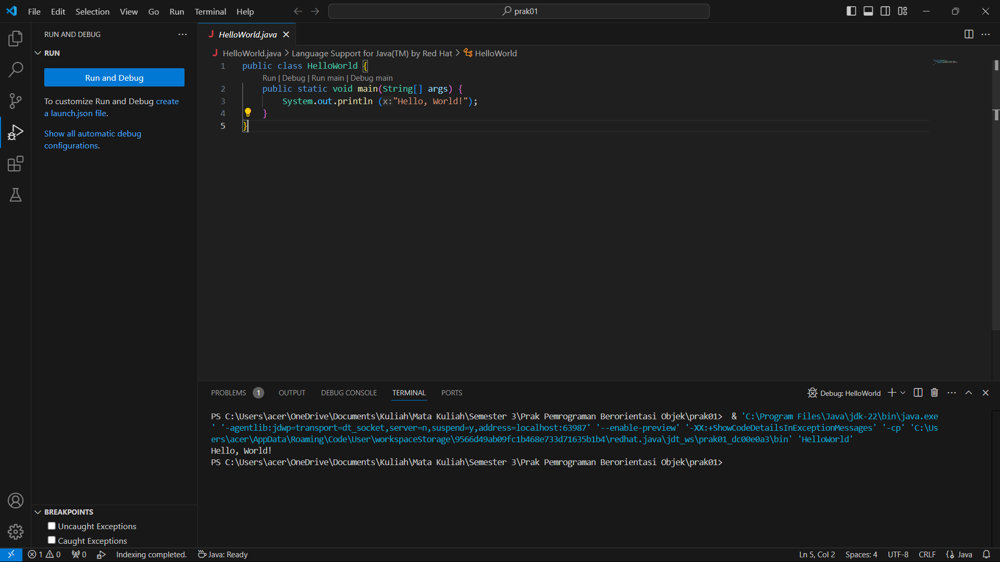 File Edit Selection View Go Run Terminal Help
prak01
RUN AND DEBUG
RUN
Run and Debug
To customize Run and Debug create
a launch.json file.
Show all automatic debug
configurations.
BREAKPOINTS
Uncaught Exceptions
Caught Exceptions
J HelloWorld.java
J HelloWorld.java > Language Support for Java(TM) by Red Hat > HelloWorld
1 public class HelloWorld {
Run | Debug | Run main | Debug main
2 public static void main(String[] args) {
3 System.out.println (x:"Hello, World!");
4 }
5 }
PROBLEMS 1 OUTPUT DEBUG CONSOLE TERMINAL PORTS
Debug: HelloWorld
PS C:\Users\acer\OneDrive\Documents\Kuliah\Mata Kuliah\Semester 3\Prak Pemrograman Berorientasi Objek\prak01>  & 'C:\Program Files\Java\jdk-22\bin\java.exe
' '-agentlib:jdwp=transport=dt_socket,server=n,suspend=y,address=localhost:63987' '--enable-preview' '-XX:+ShowCodeDetailsInExceptionMessages' '-cp' 'C:\Us
ers\acer\AppData\Roaming\Code\User\workspaceStorage\9566d49ab09fc1b468e733d71635b1b4\redhat.java\jdt_ws\prak01_dc00e0a3\bin' 'HelloWorld'
Hello, World!
PS C:\Users\acer\OneDrive\Documents\Kuliah\Mata Kuliah\Semester 3\Prak Pemrograman Berorientasi Objek\prak01>
1 0 0 Indexing completed. Java: Ready Ln 5, Col 2 Spaces: 4 UTF-8 CRLF Java